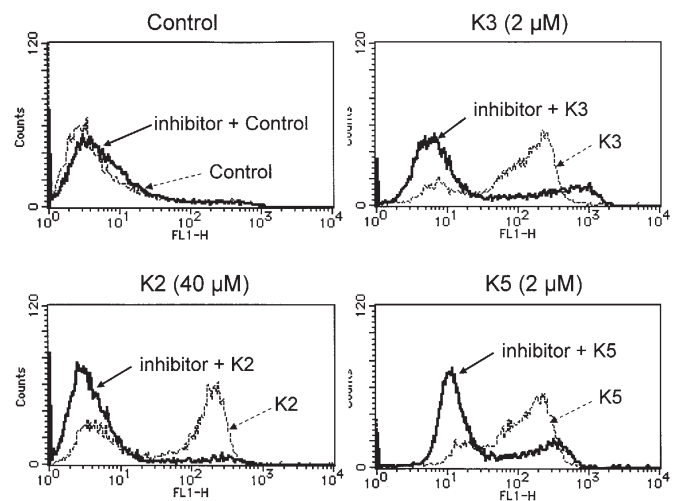 Control
120
Counts
0
inhibitor + Control
Control
10^0 10^1 10^2 10^3 10^4
FL1-H
K3 (2 µM)
120
0
inhibitor + K3
K3
10^0 10^1 10^2 10^3 10^4
FL1-H
K2 (40 µM)
120
Counts
0
inhibitor + K2
K2
10^0 10^1 10^2 10^3 10^4
FL1-H
K5 (2 µM)
120
0
inhibitor + K5
K5
10^0 10^1 10^2 10^3 10^4
FL1-H